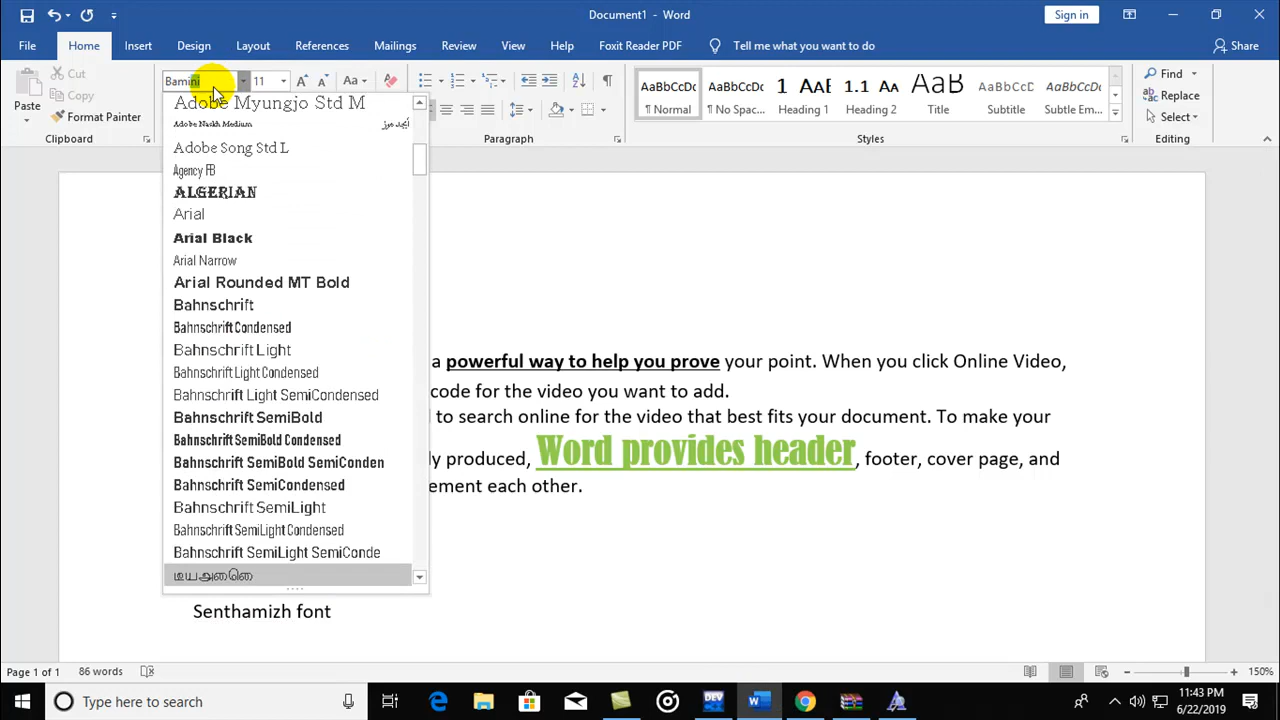 Document1 - Word
Sign in
File Home Insert Design Layout References Mailings Review View Help Foxit Reader PDF Tell me what you want to do Share
Paste
Cut
Copy
Format Painter
Clipboard
Bamini 11 Aa
Paragraph
AaBbCcDc AaBbCcDc 1 AaB 1.1 AaB AaB AaBbCcD AaBbCcDc
¶ Normal ¶ No Spac... Heading 1 Heading 2 Title Subtitle Subtle Em...
Styles
Find
Replace
Select
Editing
Adobe Myungjo Std M
Adobe Naskh Medium أبجد هوز
Adobe Song Std L
Agency FB
ALGERIAN
Arial
Arial Black
Arial Narrow
Arial Rounded MT Bold
Bahnschrift
Bahnschrift Condensed
Bahnschrift Light
Bahnschrift Light Condensed
Bahnschrift Light SemiCondensed
Bahnschrift SemiBold
Bahnschrift SemiBold Condensed
Bahnschrift SemiBold SemiConden
Bahnschrift SemiCondensed
Bahnschrift SemiLight
Bahnschrift SemiLight Condensed
Bahnschrift SemiLight SemiConde
a powerful way to help you prove your point. When you click Online Video,
code for the video you want to add.
to search online for the video that best fits your document. To make your
ly produced, Word provides header, footer, cover page, and
ement each other.
Senthamizh font
Page 1 of 1 86 words 150%
Type here to search
DEV
11:43 PM
6/22/2019